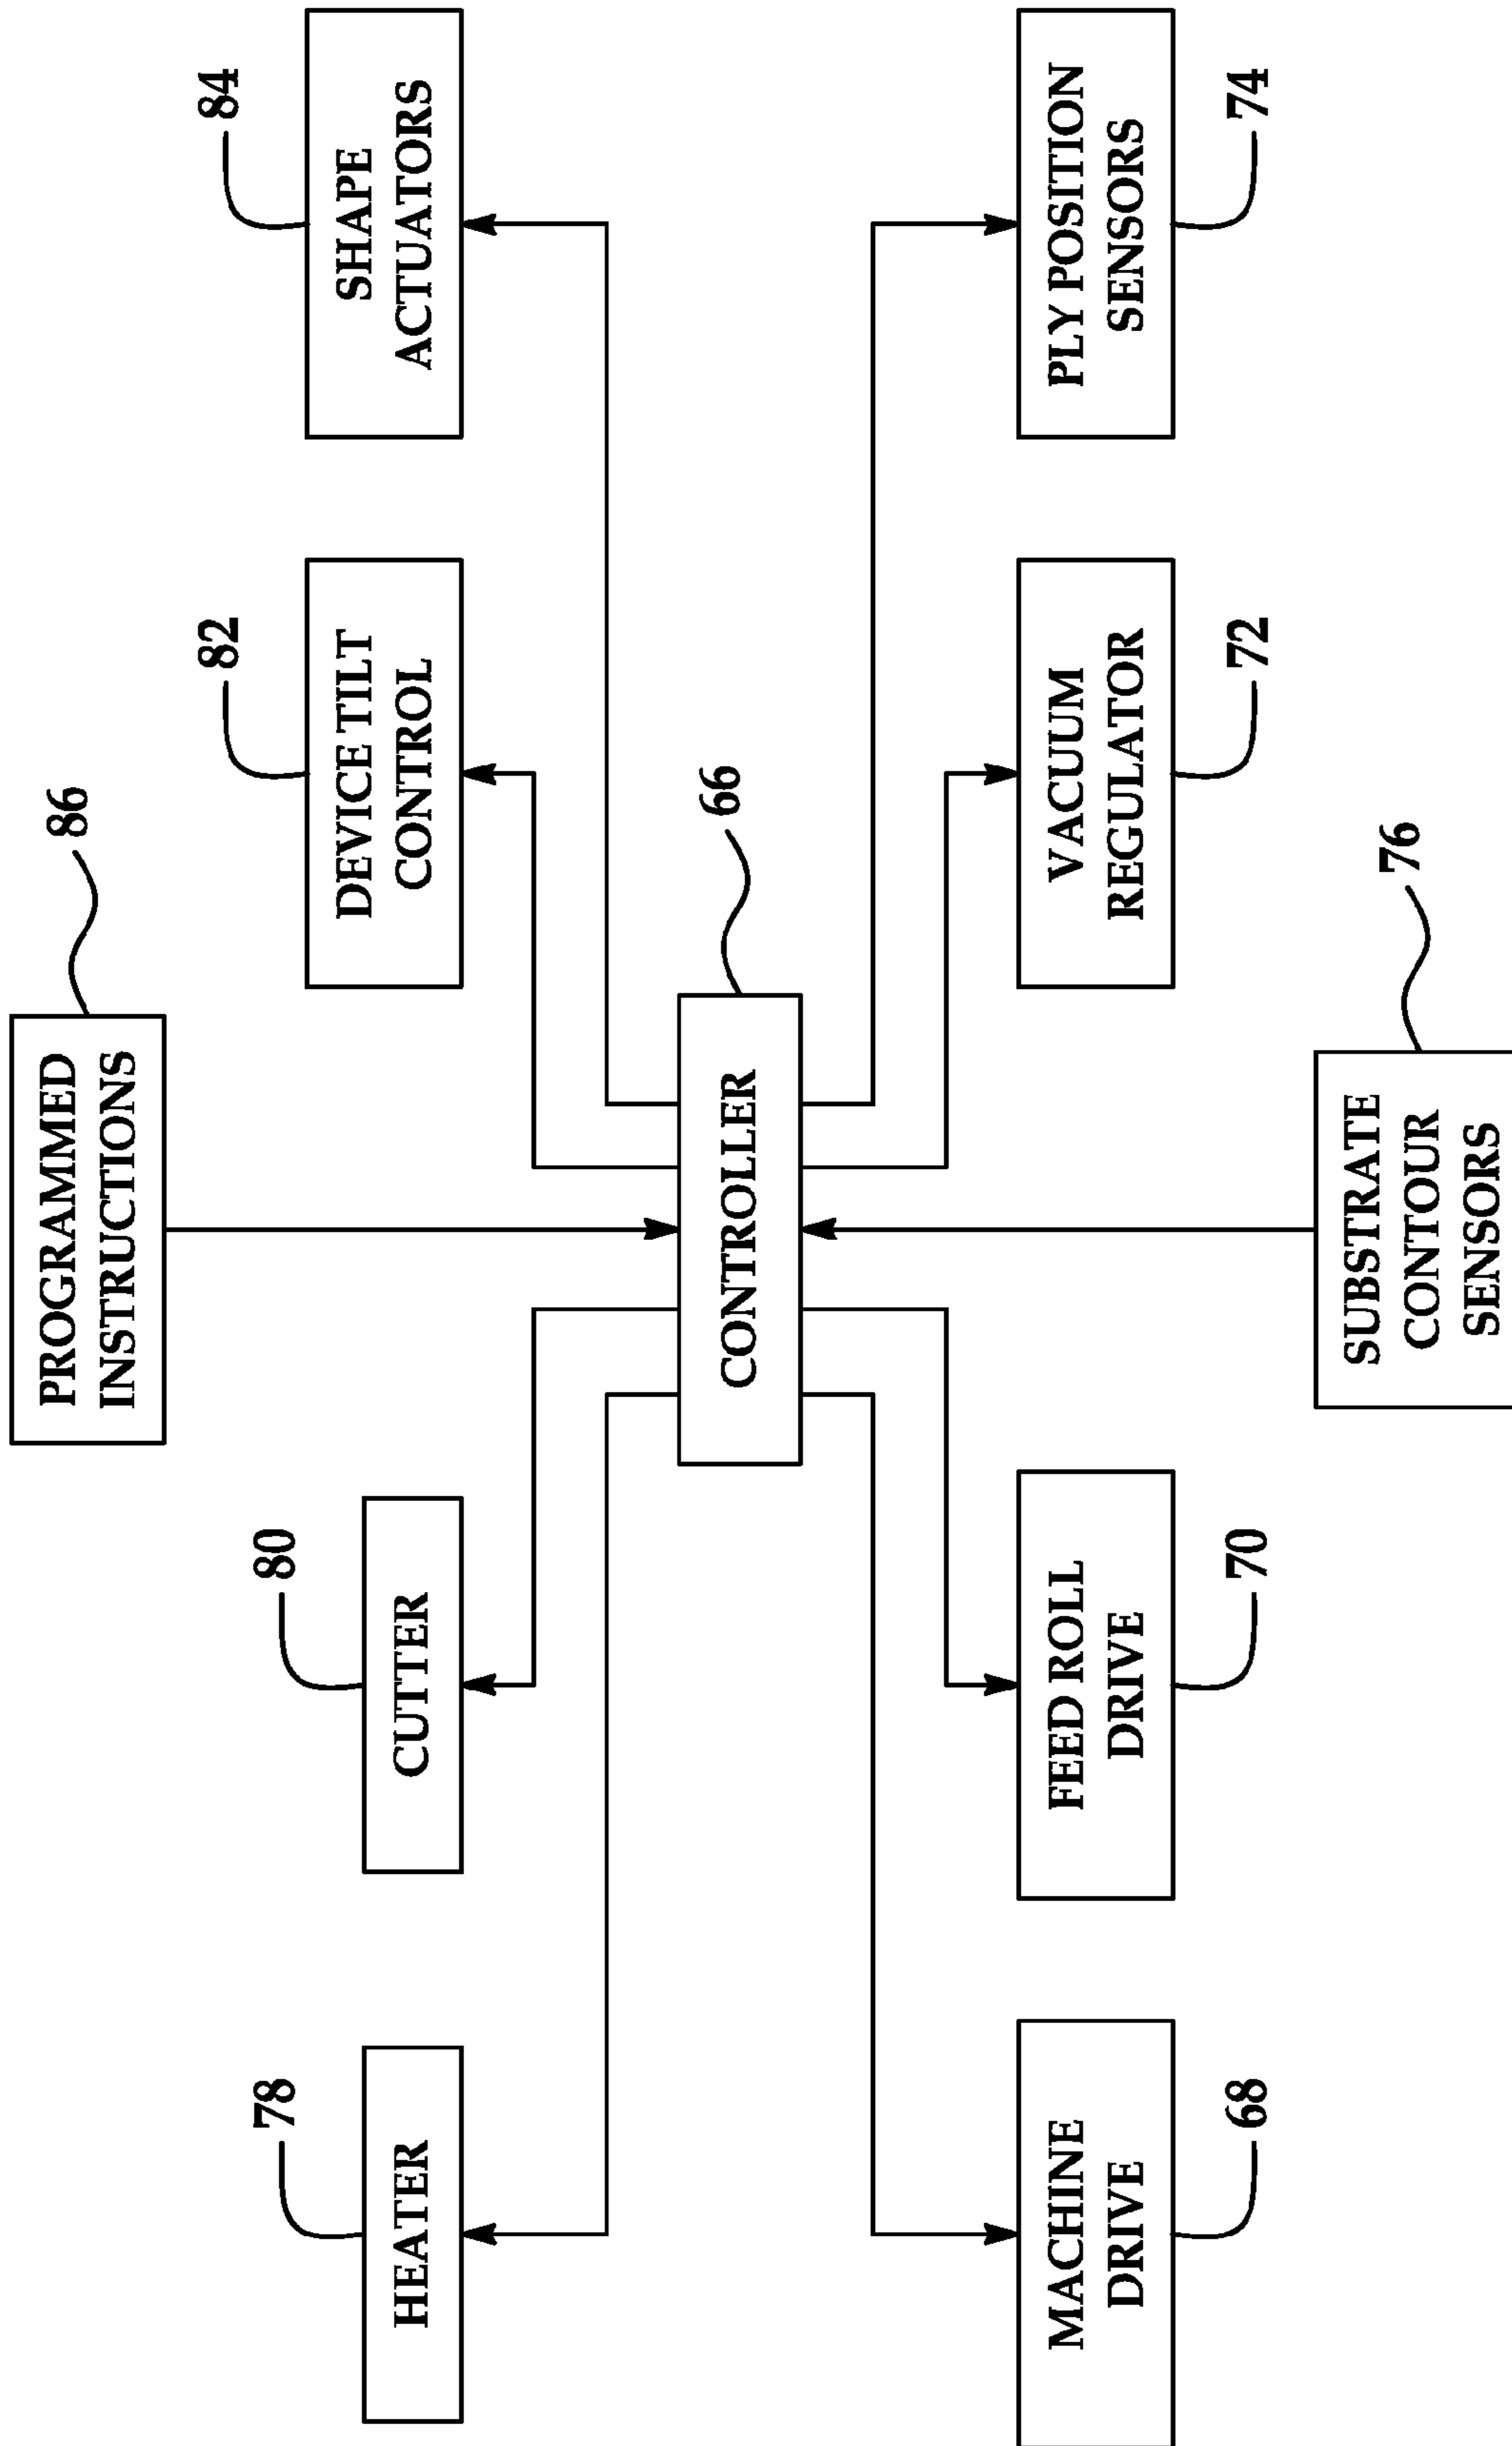 86
PROGRAMMED
INSTRUCTIONS
78
HEATER
80
CUTTER
82
DEVICE TILT
CONTROL
84
SHAPE
ACTUATORS
66
CONTROLLER
MACHINE
DRIVE
68
FEED ROLL
DRIVE
70
VACUUM
REGULATOR
72
PLY POSITION
SENSORS
74
76
SUBSTRATE
CONTOUR
SENSORS